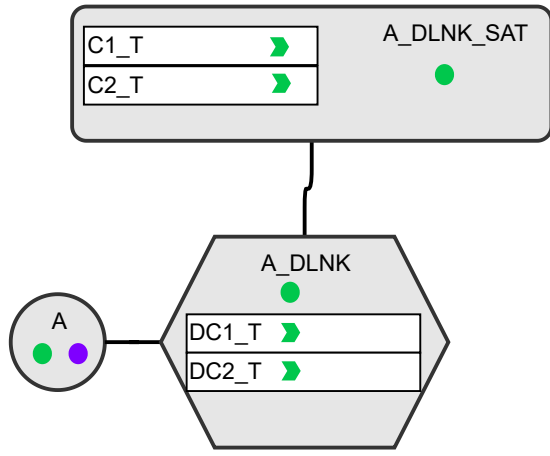 C1_T
A_DLNK_SAT
C2_T
A_DLNK
A
DC1_T
DC2_T